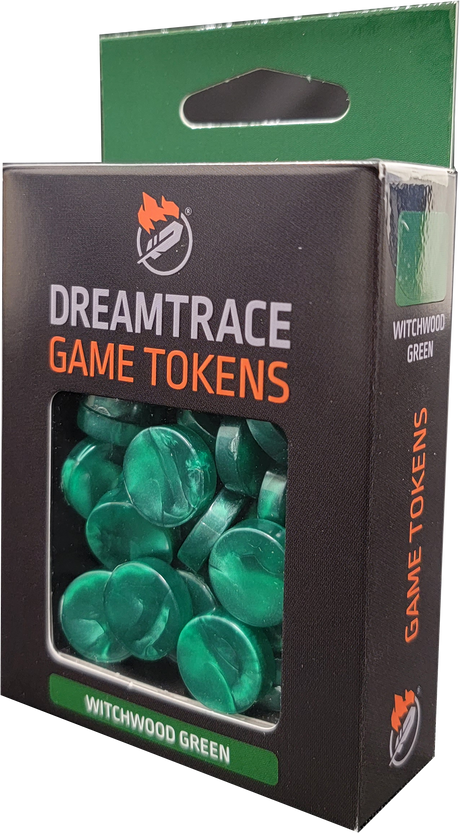 ®
DREAMTRACE
GAME TOKENS
WITCHWOOD GREEN
WITCHWOOD
GREEN
GAME TOKENS